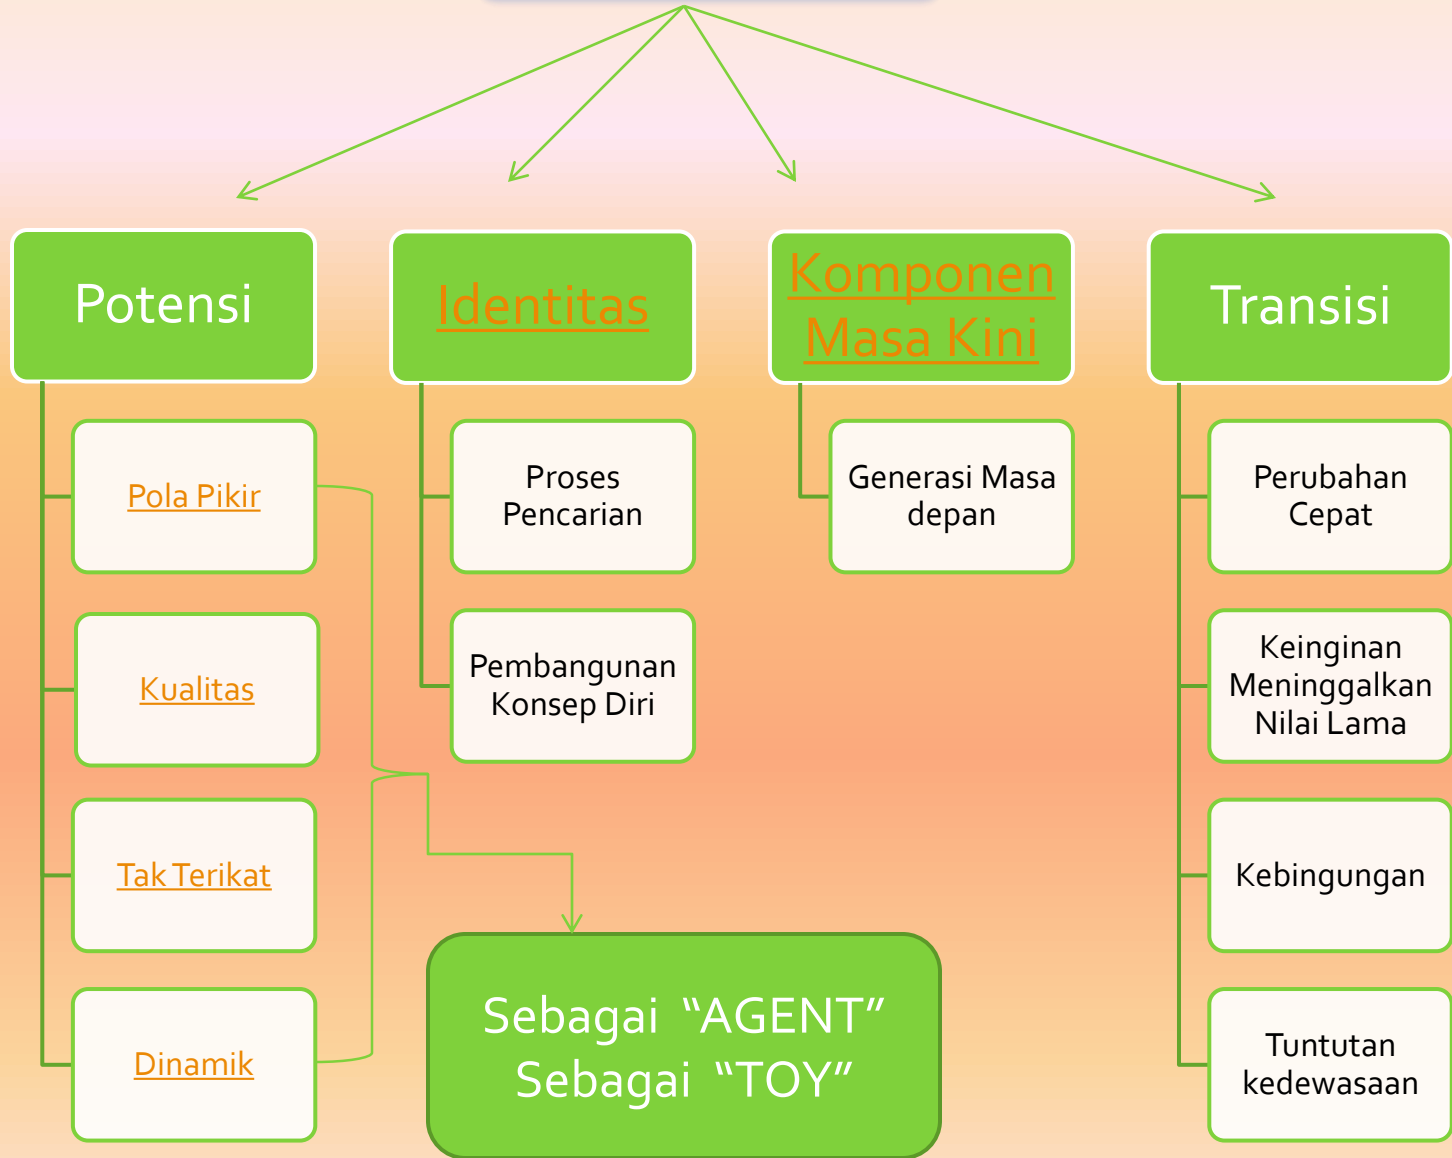 Potensi
Pola Pikir
Kualitas
Tak Terikat
Dinamik
Identitas
Proses
Pencarian
Pembangunan
Konsep Diri
Komponen
Masa Kini
Generasi Masa
depan
Transisi
Perubahan
Cepat
Keinginan
Meninggalkan
Nilai Lama
Kebingungan
Tuntutan
kedewasaan
Sebagai “AGENT”
Sebagai “TOY”